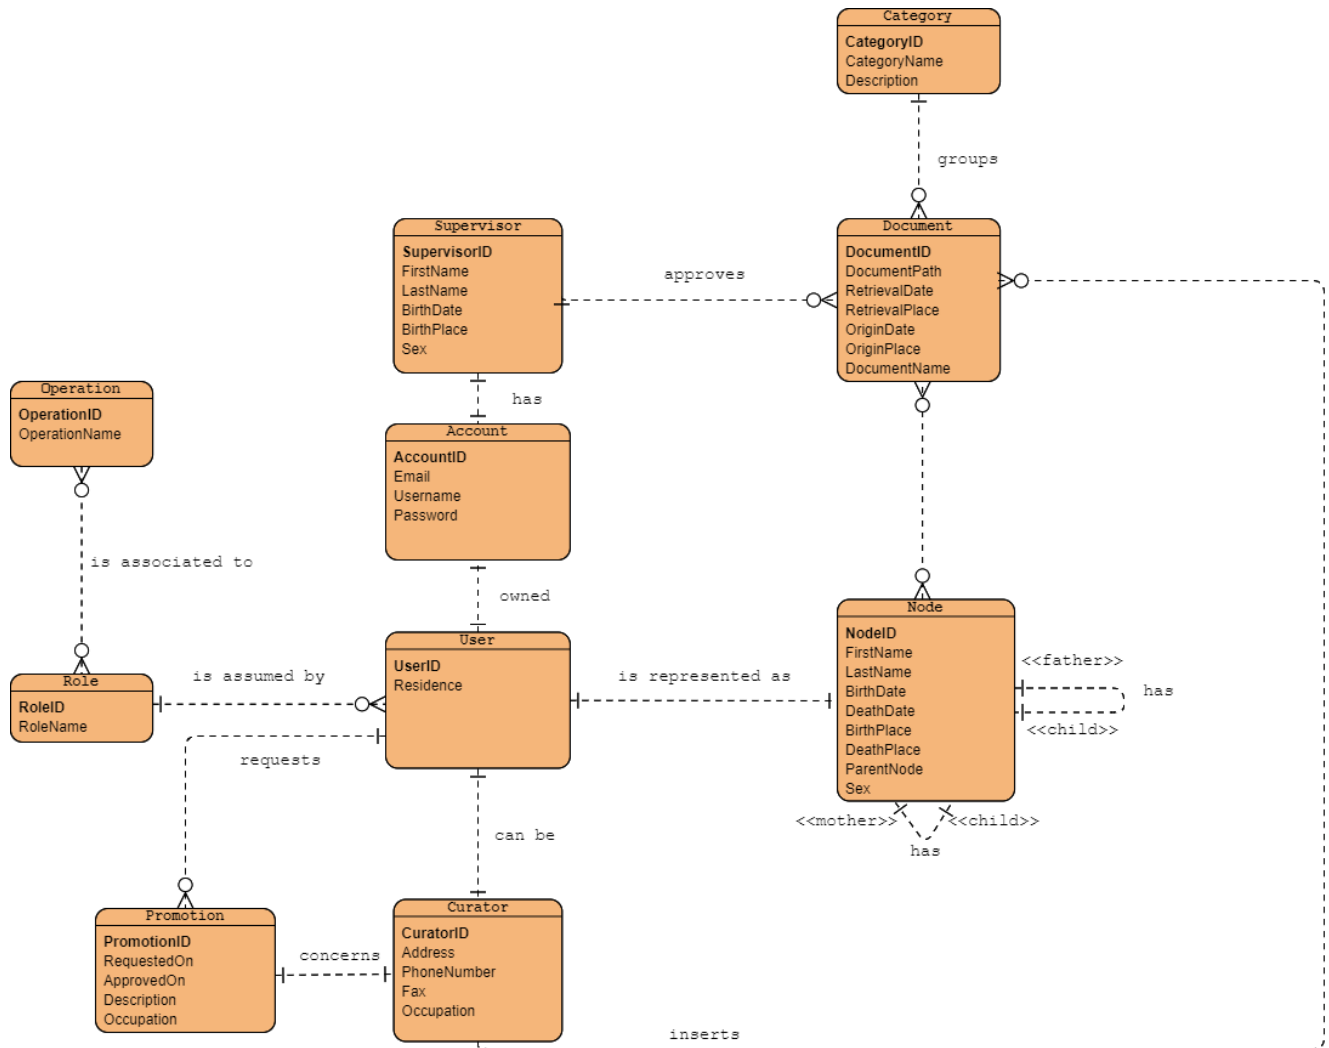 Category
CategoryID
CategoryName
Description
groups
Supervisor
SupervisorID
FirstName
LastName
BirthDate
BirthPlace
Sex
approves
Document
DocumentID
DocumentPath
RetrievalDate
RetrievalPlace
OriginDate
OriginPlace
DocumentName
has
Operation
OperationID
OperationName
Account
AccountID
Email
Username
Password
is associated to
owned
Role
RoleID
RoleName
is assumed by
User
UserID
Residence
is represented as
Node
NodeID
FirstName
LastName
BirthDate
DeathDate
BirthPlace
DeathPlace
ParentNode
Sex
<<father>>
has
<<child>>
<<mother>>
<<child>>
has
requests
can be
Promotion
PromotionID
RequestedOn
ApprovedOn
Description
Occupation
concerns
Curator
CuratorID
Address
PhoneNumber
Fax
Occupation
inserts